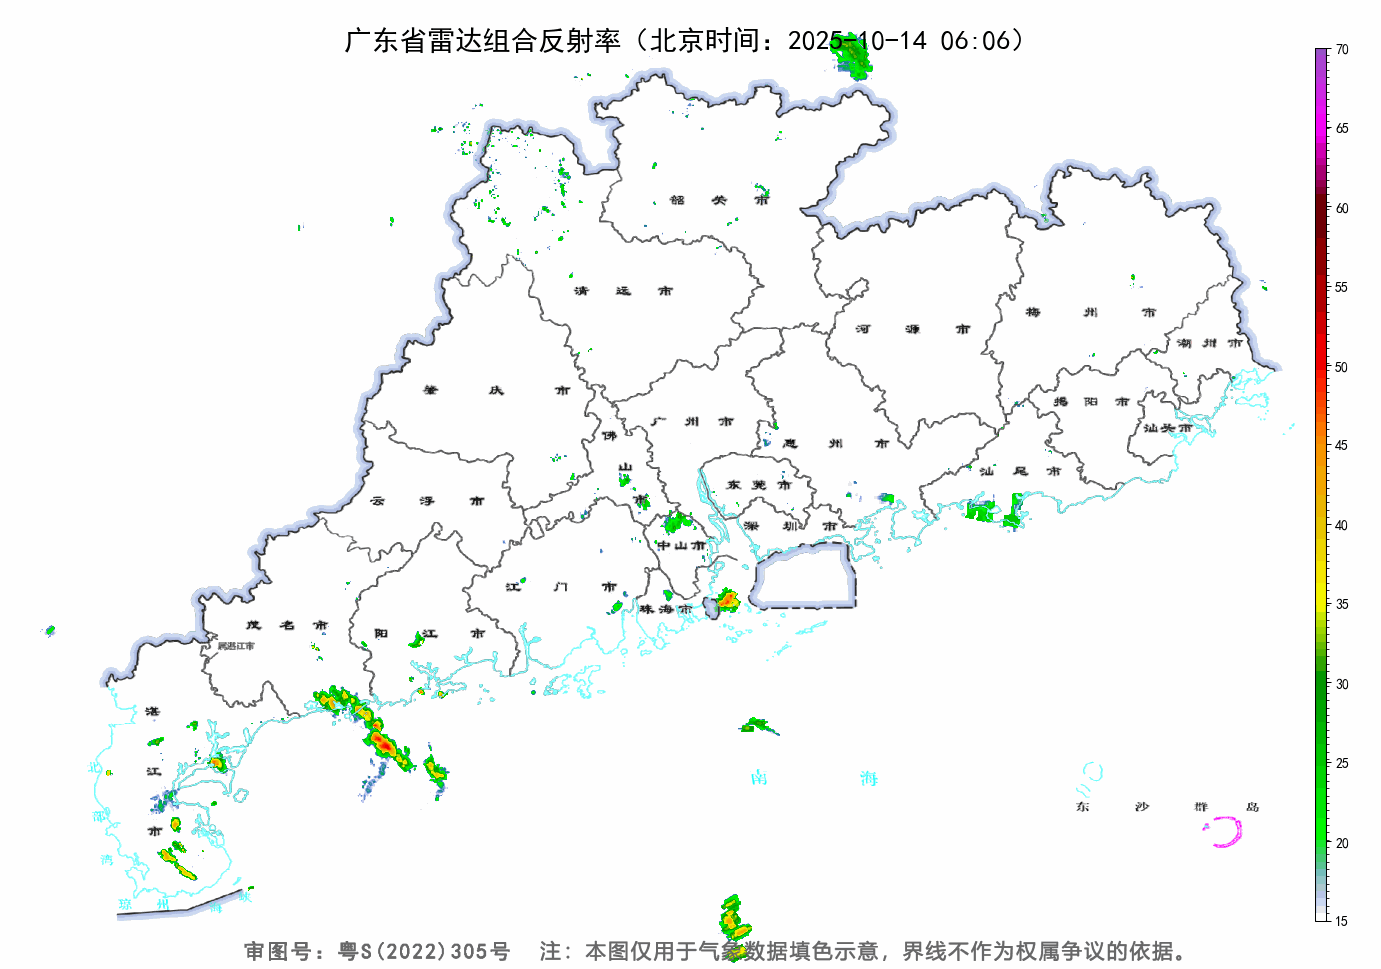 广东省雷达组合反射率（北京时间：2025-10-14 06:06）
70
65
60
55
50
45
40
35
30
25
20
15
韶关市
清远市
河源市
梅州市
潮州市
肇庆市
广州市
佛山市
惠州市
揭阳市
汕头市
汕尾市
东莞市
云浮市
深圳市
中山市
江门市
珠海市
茂名市
阳江市
属湛江市
湛江市
北部湾
南海
东沙群岛
琼州海峡
审图号：粤S(2022)305号 注：本图仅用于气象数据填色示意，界线不作为权属争议的依据。